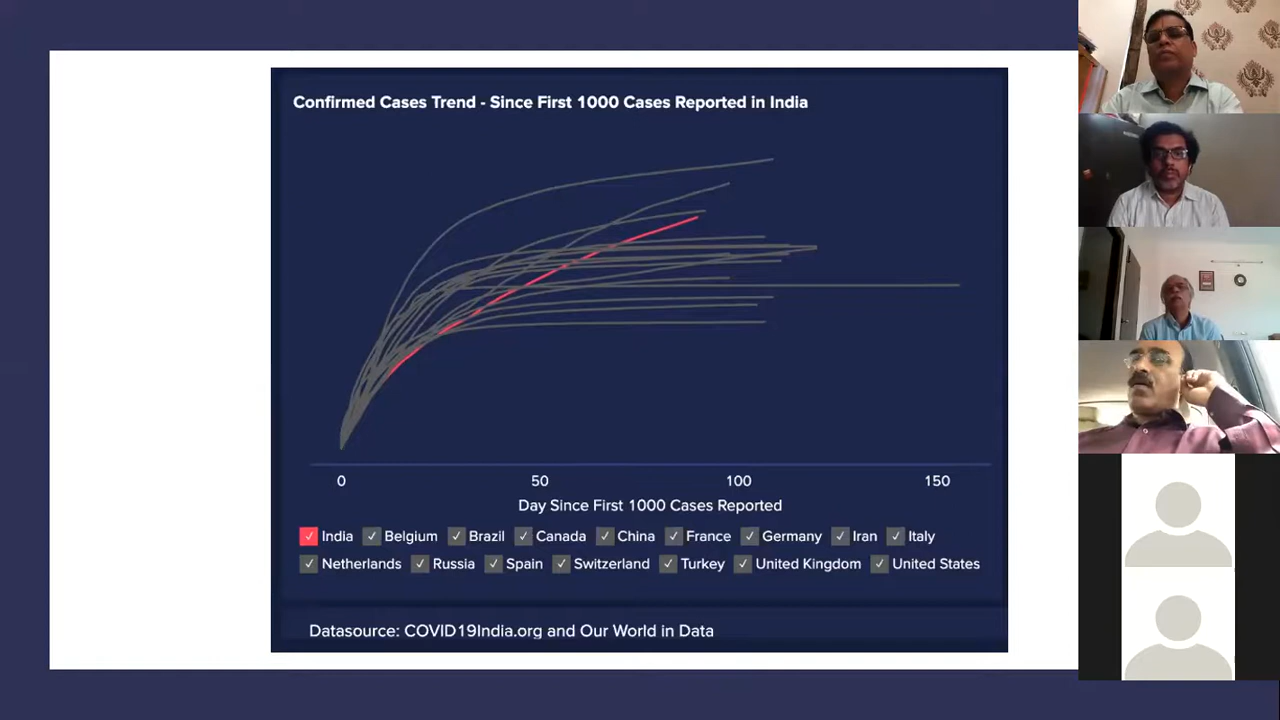 Confirmed Cases Trend - Since First 1000 Cases Reported in India
0 50 100 150
Day Since First 1000 Cases Reported
✓ India ✓ Belgium ✓ Brazil ✓ Canada ✓ China ✓ France ✓ Germany ✓ Iran ✓ Italy
✓ Netherlands ✓ Russia ✓ Spain ✓ Switzerland ✓ Turkey ✓ United Kingdom ✓ United States
Datasource: COVID19India.org and Our World in Data